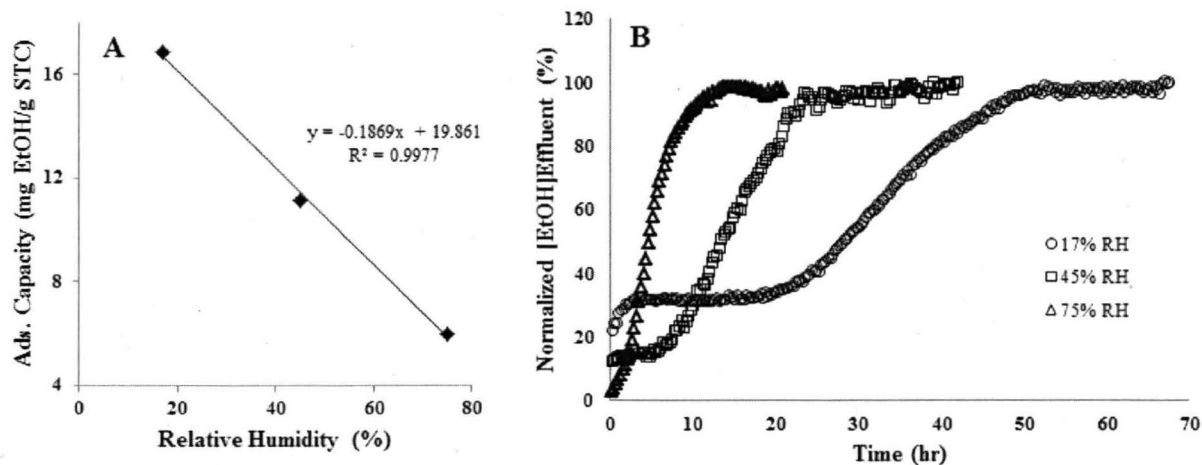 A
Ads. Capacity (mg EtOH/g STC)
16
12
8
4
y = -0.1869x + 19.861
R² = 0.9977
0
20
40
60
80
Relative Humidity (%)
B
Normalized [EtOH]Effluent (%)
120
100
80
60
40
20
0
17% RH
45% RH
75% RH
0
10
20
30
40
50
60
70
Time (hr)